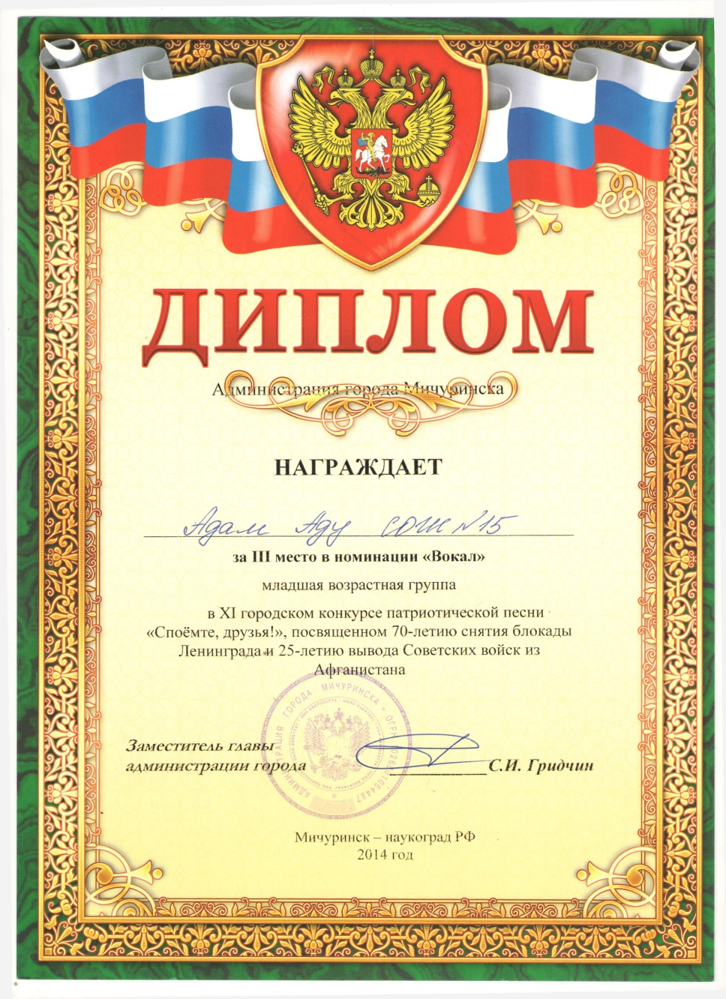 ДИПЛОМ
Администрация города Мичуринска
НАГРАЖДАЕТ
Адам Аду СОШ №15
за III место в номинации «Вокал»
младшая возрастная группа
в XI городском конкурсе патриотической песни
«Споёмте, друзья!», посвященном 70-летию снятия блокады
Ленинграда и 25-летию вывода Советских войск из
Афганистана
АДМИНИСТРАЦИЯ ГОРОДА МИЧУРИНСКА * ОГРН
Заместитель главы
администрации города С.И. Гридчин
Мичуринск – наукоград РФ
2014 год